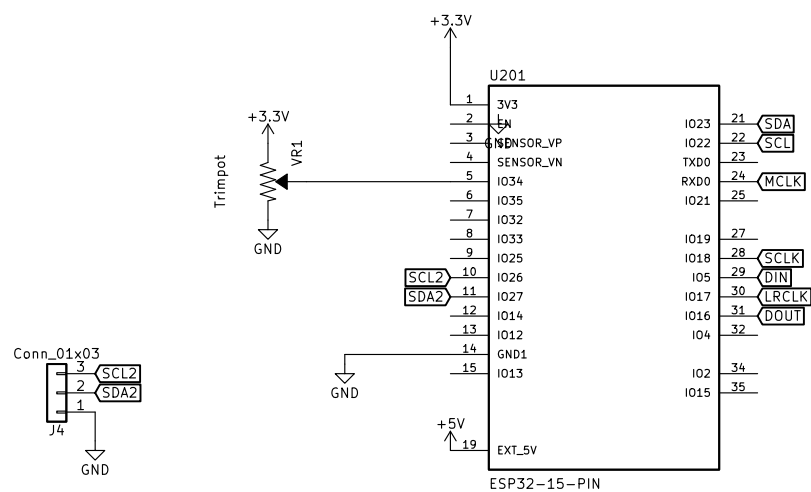 +3.3V
U201
1 3V3
2 EN
GND
3 SENSOR_VP
4 SENSOR_VN
5 IO34
6 IO35
7 IO32
8 IO33
9 IO25
SCL2 10 IO26
SDA2 11 IO27
12 IO14
13 IO12
14 GND1
15 IO13
+5V
19 EXT_5V
IO23 21 SDA
IO22 22 SCL
TXD0 23
RXD0 24 MCLK
IO21 25
IO19 27
IO18 28 SCLK
IO5 29 DIN
IO17 30 LRCLK
IO16 31 DOUT
IO4 32
IO2 34
IO15 35
ESP32-15-PIN
+3.3V
VR1
Trimpot
GND
GND
Conn_01x03
3 SCL2
2 SDA2
1
J4
GND